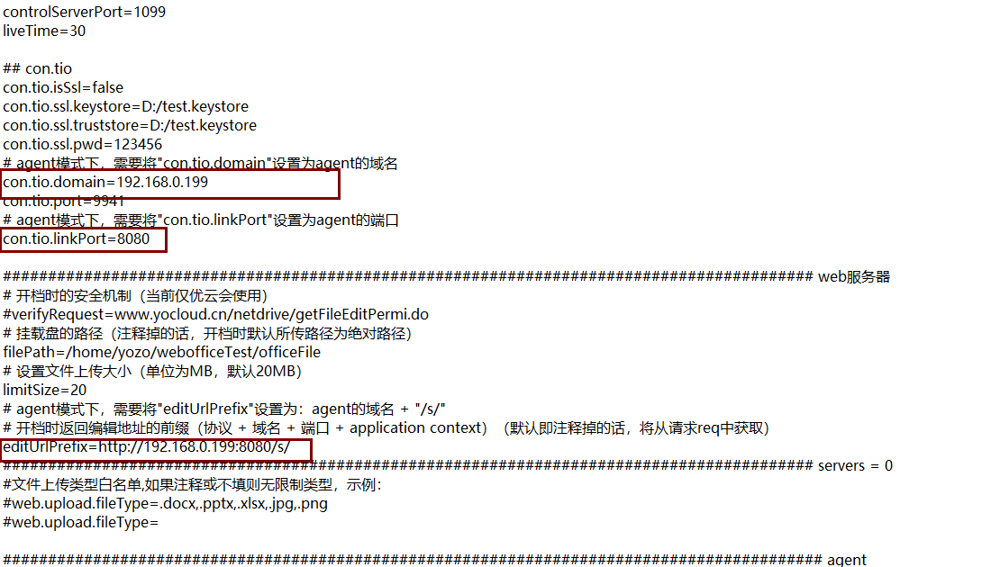 controlServerPort=1099
liveTime=30
## con.tio
con.tio.isSsl=false
con.tio.ssl.keystore=D:/test.keystore
con.tio.ssl.truststore=D:/test.keystore
con.tio.ssl.pwd=123456
# agent模式下，需要将"con.tio.domain"设置为agent的域名
con.tio.domain=192.168.0.199
con.tio.port=9941
# agent模式下，需要将"con.tio.linkPort"设置为agent的端口
con.tio.linkPort=8080
########################################################################################## web服务器
# 开档时的安全机制（当前仅优云会使用）
#verifyRequest=www.yocloud.cn/netdrive/getFileEditPermi.do
# 挂载盘的路径（注释掉的话，开档时默认所传路径为绝对路径）
filePath=/home/yozo/webofficeTest/officeFile
# 设置文件上传大小（单位为MB，默认20MB）
limitSize=20
# agent模式下，需要将"editUrlPrefix"设置为：agent的域名 + "/s/"
# 开档时返回编辑地址的前缀（协议 + 域名 + 端口 + application context）（默认即注释掉的话，将从请求req中获取）
editUrlPrefix=http://192.168.0.199:8080/s/
########################################################################################## servers = 0
#文件上传类型白名单,如果注释或不填则无限制类型，示例：
#web.upload.fileType=.docx,.pptx,.xlsx,.jpg,.png
#web.upload.fileType=
########################################################################################### agent